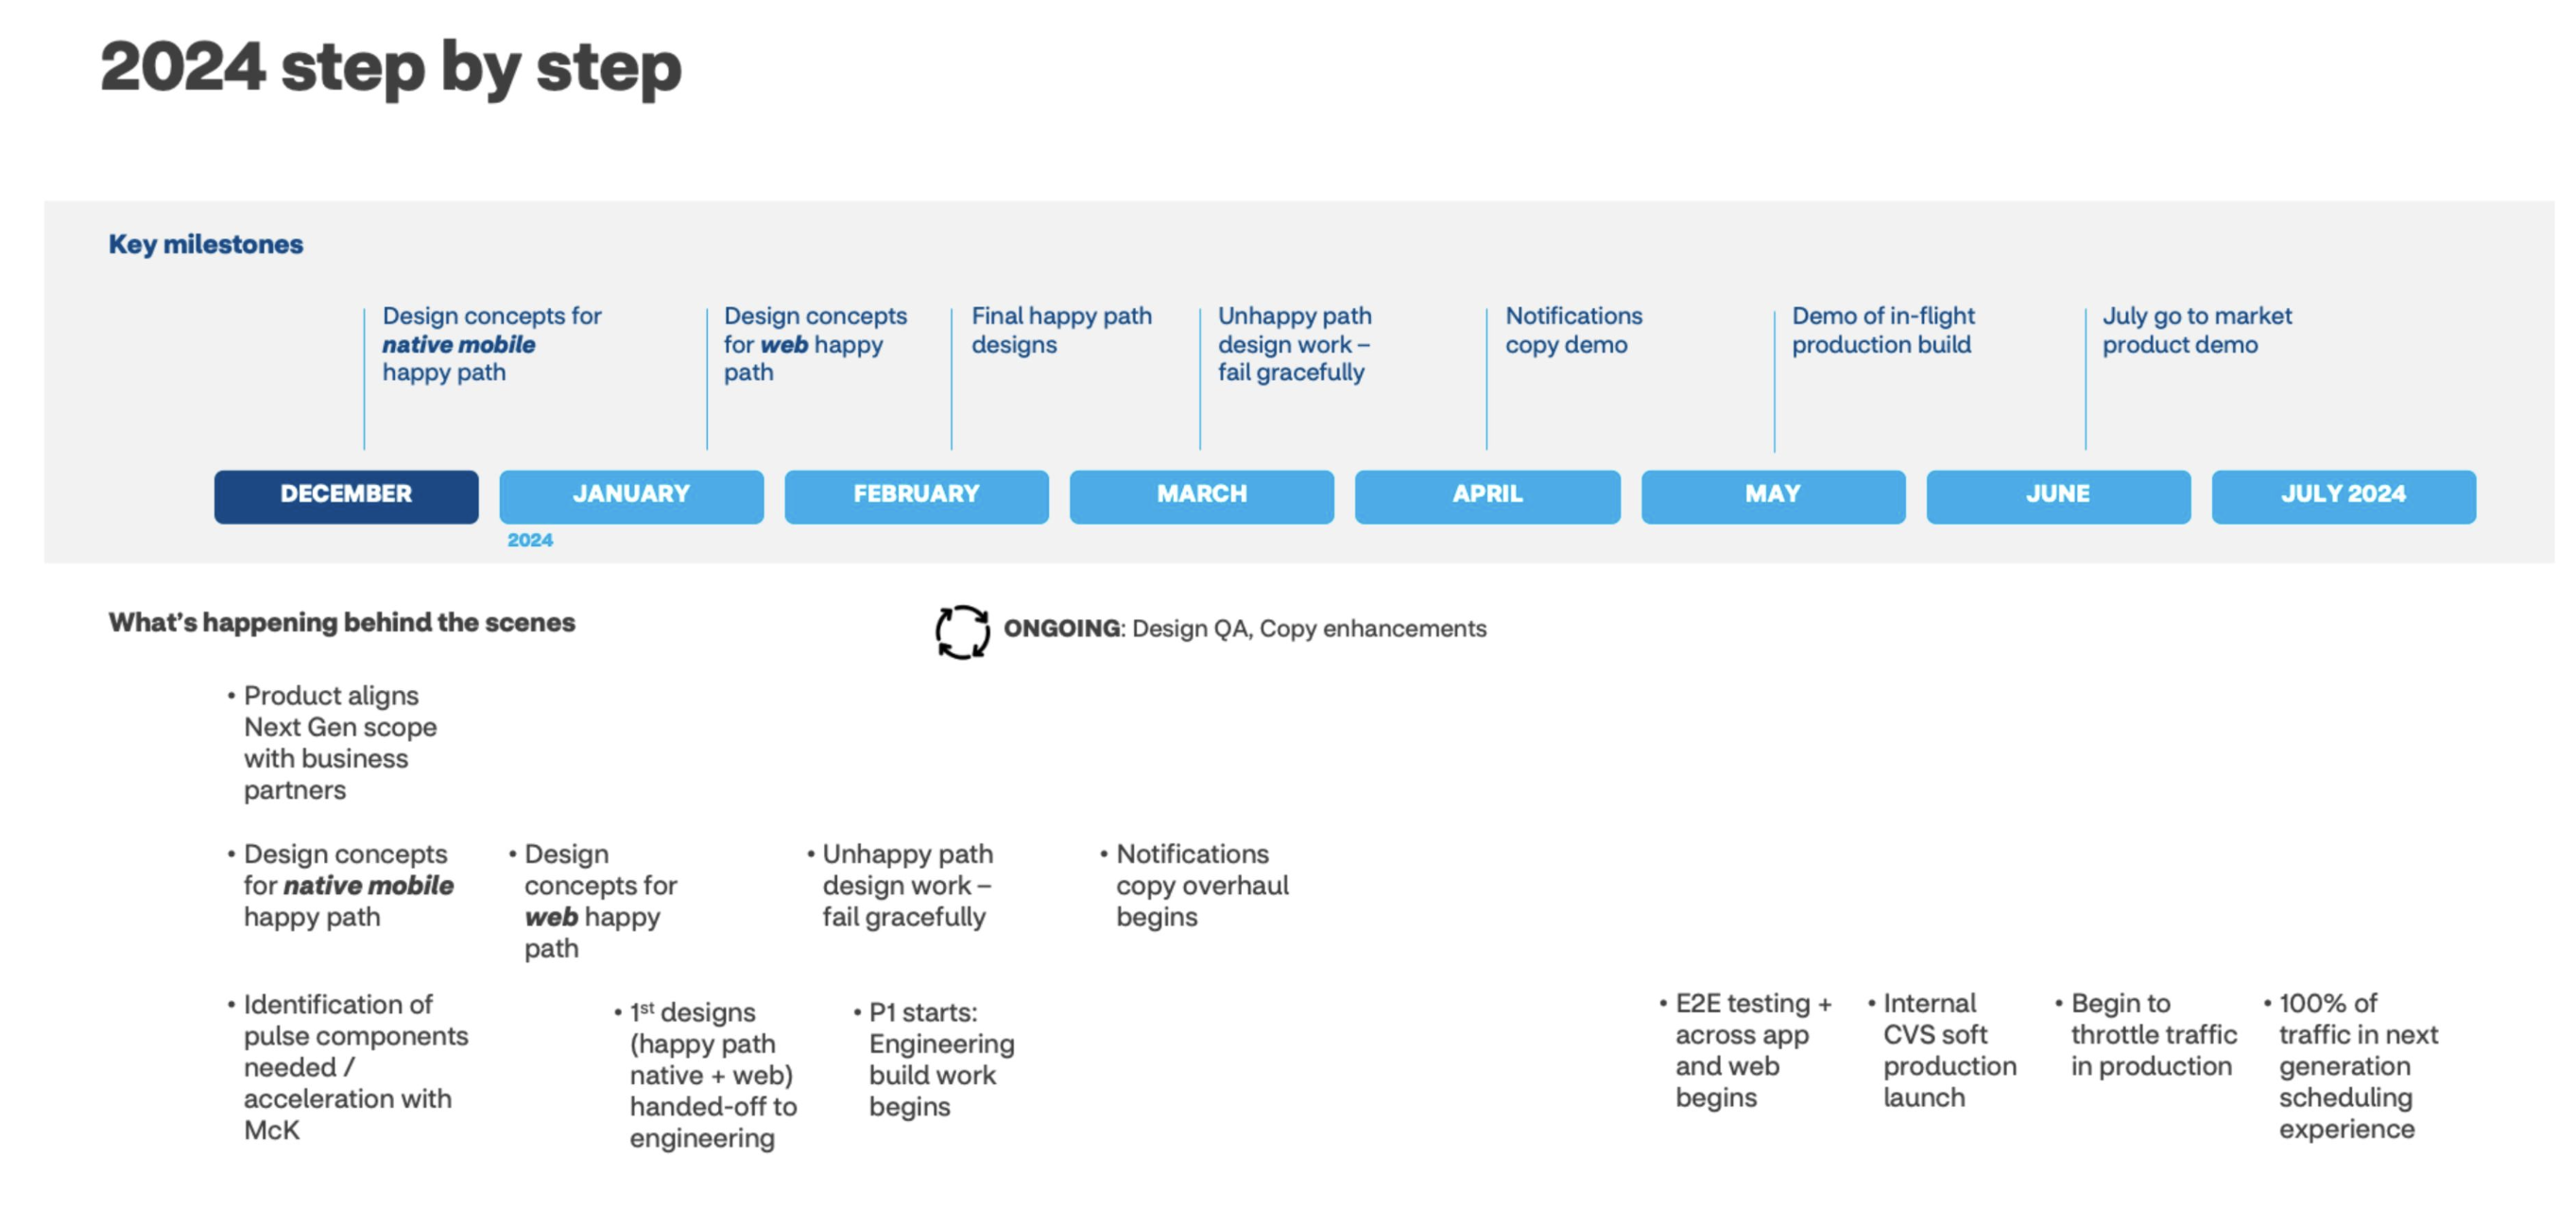 2024 step by step
Key milestones
Design concepts for
native mobile
happy path
Design concepts
for web happy
path
Final happy path
designs
Unhappy path
design work –
fail gracefully
Notifications
copy demo
Demo of in-flight
production build
July go to market
product demo
DECEMBER
JANUARY
FEBRUARY
MARCH
APRIL
MAY
JUNE
JULY 2024
2024
What's happening behind the scenes
ONGOING: Design QA, Copy enhancements
• Product aligns
Next Gen scope
with business
partners
• Design concepts
for native mobile
happy path
• Design
concepts for
web happy
path
• Unhappy path
design work –
fail gracefully
• Notifications
copy overhaul
begins
• Identification of
pulse components
needed /
acceleration with
McK
• 1st designs
(happy path
native + web)
handed-off to
engineering
• P1 starts:
Engineering
build work
begins
• E2E testing +
across app
and web
begins
• Internal
CVS soft
production
launch
• Begin to
throttle traffic
in production
• 100% of
traffic in next
generation
scheduling
experience